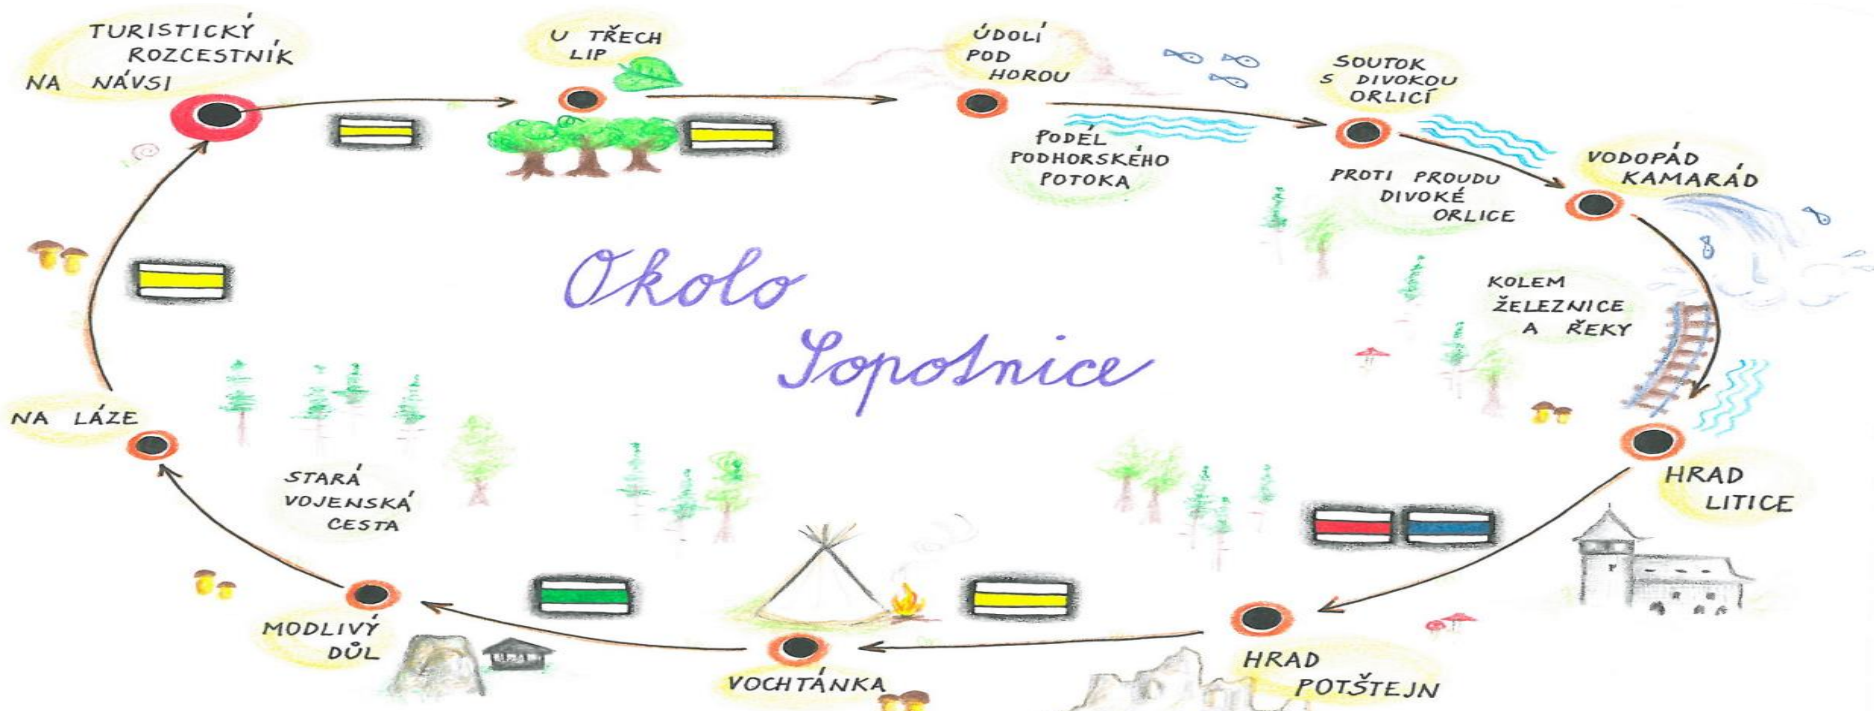 TURISTICKÝ
ROZCESTNÍK
NA NÁVSI
U TŘECH
LIP
ÚDOLÍ
POD
HOROU
PODÉL
PODHORSKÉHO
POTOKA
SOUTOK
S DIVOKOU
ORLICÍ
PROTI PROUDU
DIVOKÉ
ORLICE
VODOPÁD
KAMARÁD
KOLEM
ŽELEZNICE
A ŘEKY
HRAD
LITICE
HRAD
POTŠTEJN
VOCHTÁNKA
MODLIVÝ
DŮL
STARÁ
VOJENSKÁ
CESTA
NA LÁZE
Okolo
Sopotnice